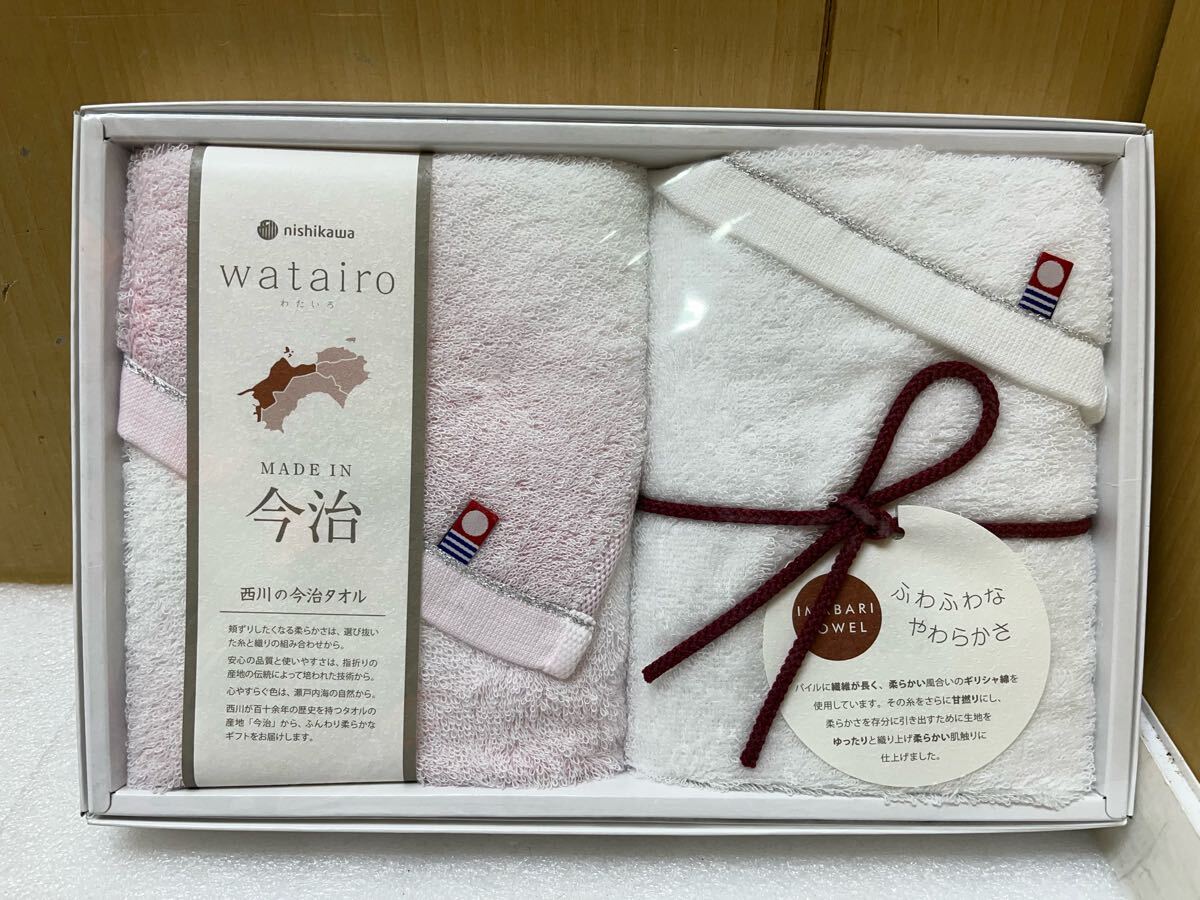 nishikawa
watairo
わたいろ
MADE IN
今治
西川の今治タオル
頬ずりしたくなる柔らかさは、選び抜い
た糸と織りの組み合わせから。
安心の品質と使いやすさは、指折りの
産地の伝統によって培われた技術から。
心やすらぐ色は、瀬戸内海の自然から。
西川が百十余年の歴史を持つタオルの
産地「今治」から、ふんわり柔らかな
ギフトをお届けします。
IMABARI
TOWEL
ふわふわな
やわらかさ
パイルに繊維が長く、柔らかい風合いのギリシャ綿を
使用しています。その糸をさらに甘撚りにし、
柔らかさを存分に引き出すために生地を
ゆったりと織り上げ柔らかい肌触りに
仕上げました。